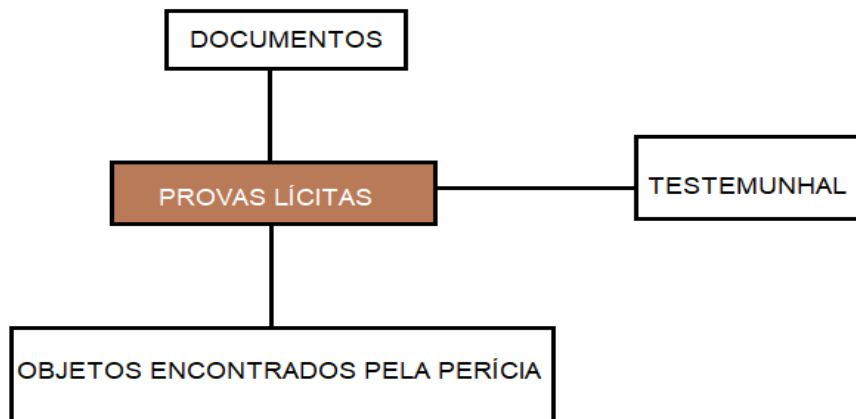 DOCUMENTOS
PROVAS LÍCITAS
TESTEMUNHAL
OBJETOS ENCONTRADOS PELA PERÍCIA